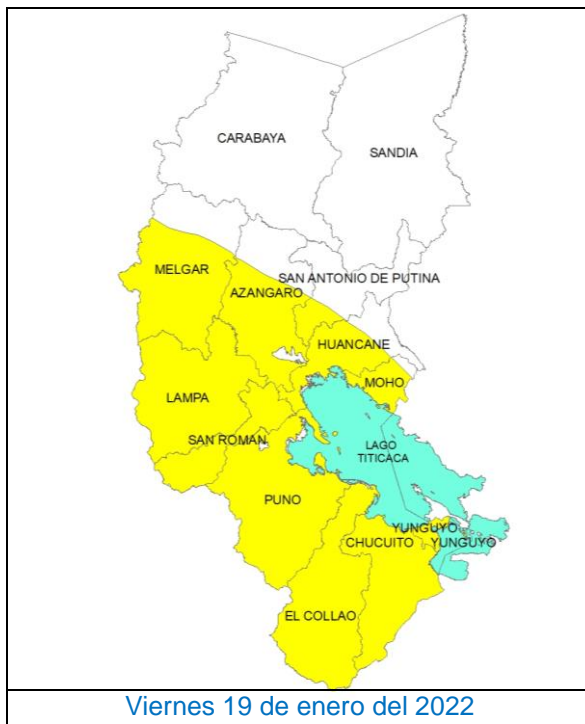 CARABAYA
SANDIA
MELGAR
SAN ANTONIO DE PUTINA
AZANGARO
HUANCANE
MOHO
LAMPA
SAN ROMAN
LAGO
TITICACA
PUNO
YUNGUYO
CHUCUITO
YUNGUYO
EL COLLAO
Viernes 19 de enero del 2022